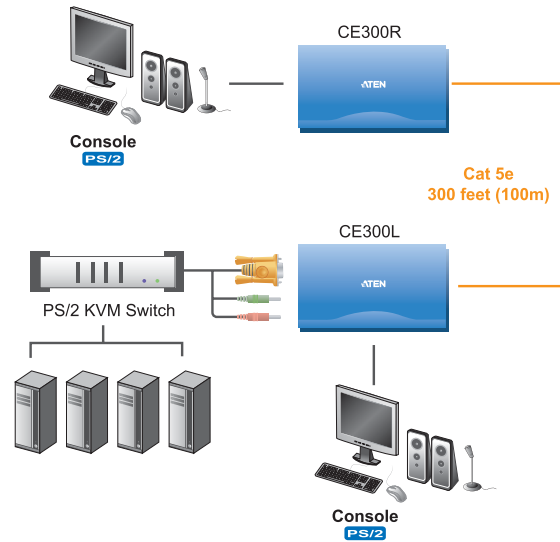 CE300R
ATEN
Console
PS/2
Cat 5e
300 feet (100m)
CE300L
ATEN
PS/2 KVM Switch
Console
PS/2